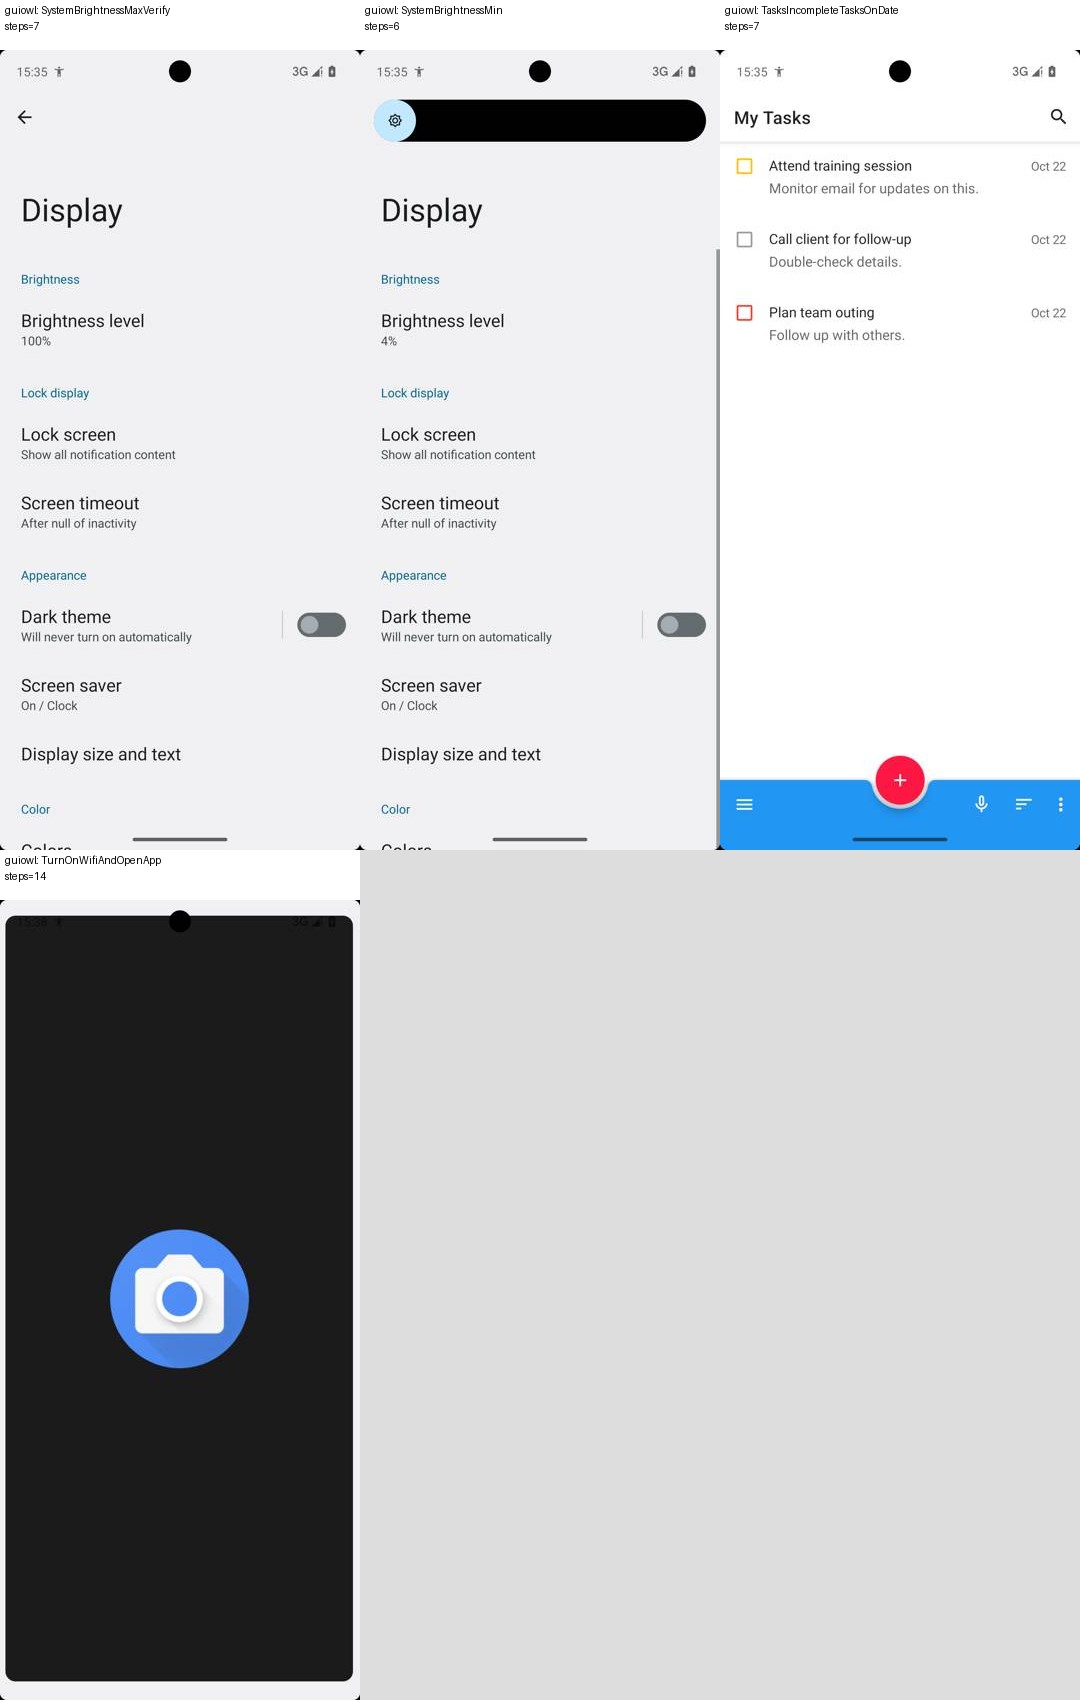 guiowl: SystemBrightnessMaxVerify
steps=7
15:35
3G
Display
Brightness
Brightness level
100%
Lock display
Lock screen
Show all notification content
Screen timeout
After null of inactivity
Appearance
Dark theme
Will never turn on automatically
Screen saver
On / Clock
Display size and text
Color
Colors
guiowl: SystemBrightnessMin
steps=6
15:35
3G
Display
Brightness
Brightness level
4%
Lock display
Lock screen
Show all notification content
Screen timeout
After null of inactivity
Appearance
Dark theme
Will never turn on automatically
Screen saver
On / Clock
Display size and text
Color
Colors
guiowl: TasksIncompleteTasksOnDate
steps=7
15:35
3G
My Tasks
Attend training session
Oct 22
Monitor email for updates on this.
Call client for follow-up
Oct 22
Double-check details.
Plan team outing
Oct 22
Follow up with others.
guiowl: TurnOnWifiAndOpenApp
steps=14
3G